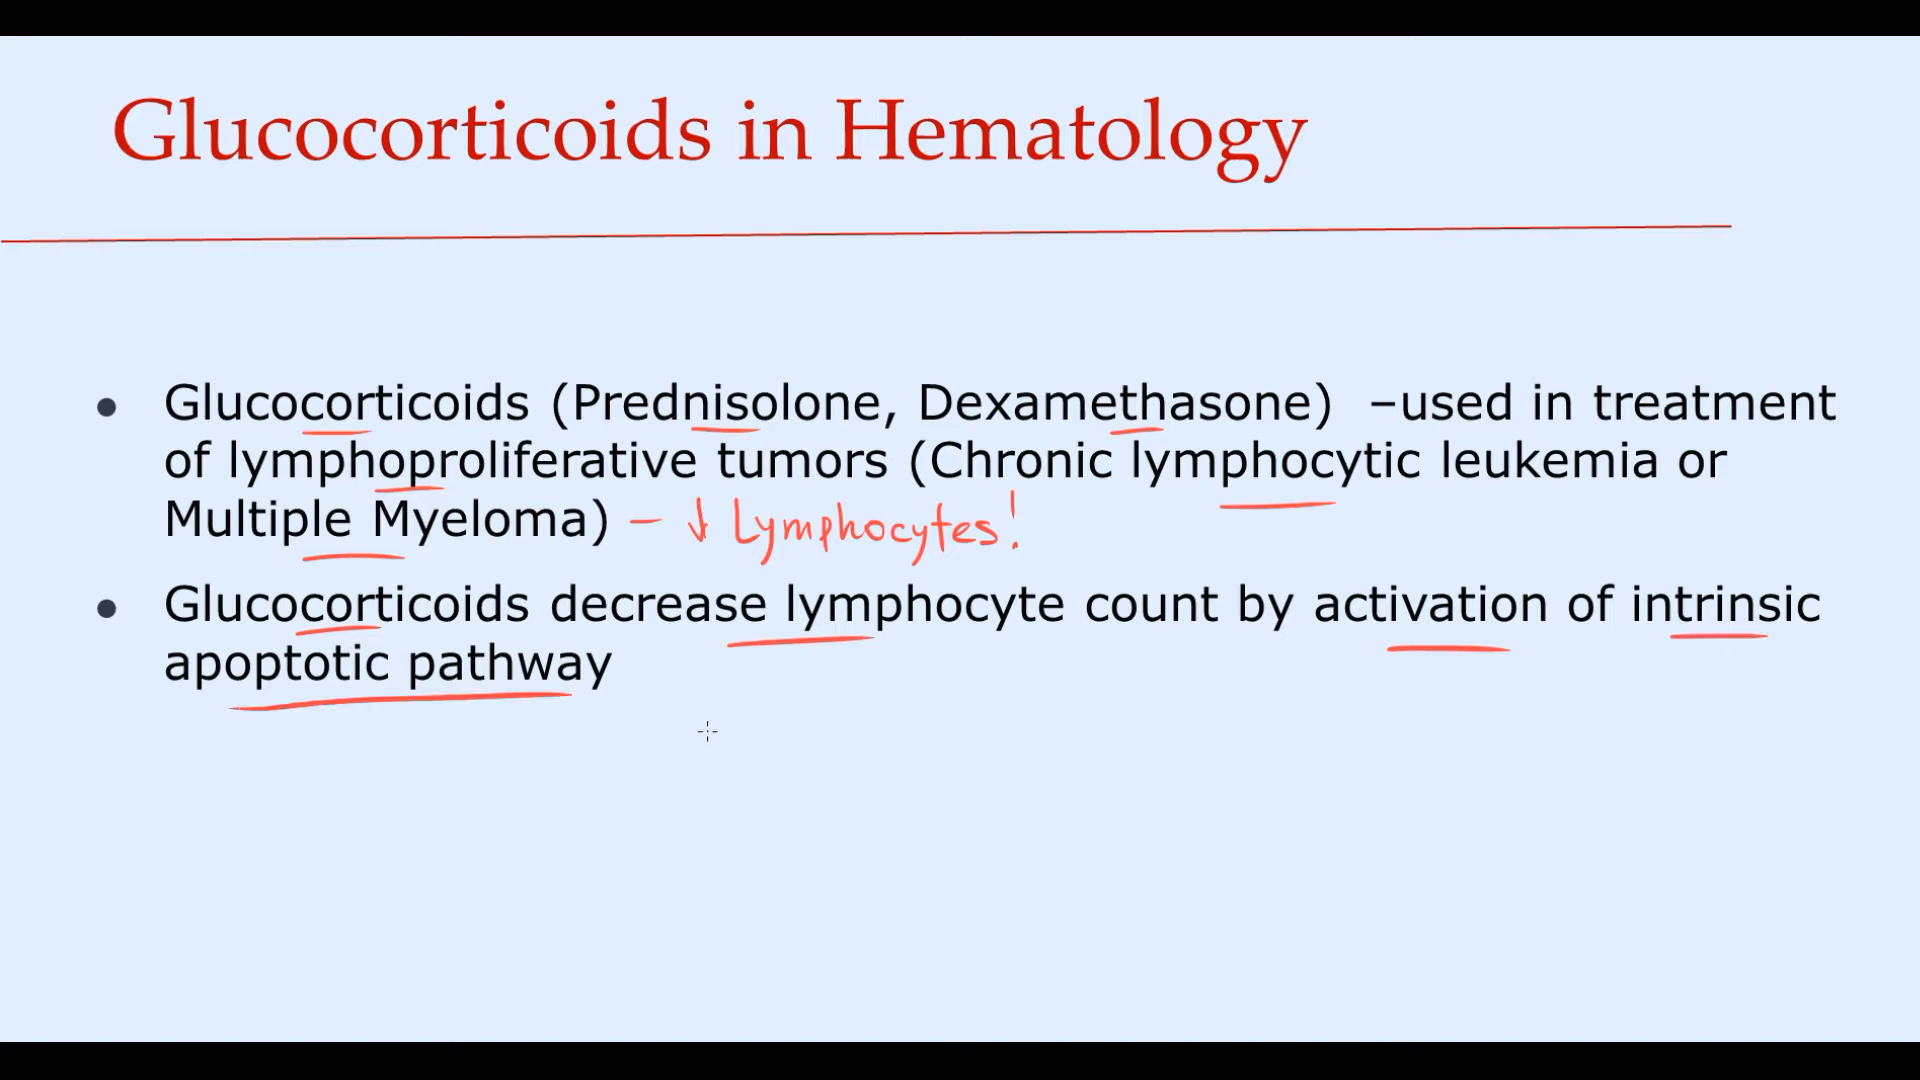 Glucocorticoids in Hematology
● Glucocorticoids (Prednisolone, Dexamethasone) –used in treatment
of lymphoproliferative tumors (Chronic lymphocytic leukemia or
Multiple Myeloma) – ↓ Lymphocytes!
● Glucocorticoids decrease lymphocyte count by activation of intrinsic
apoptotic pathway